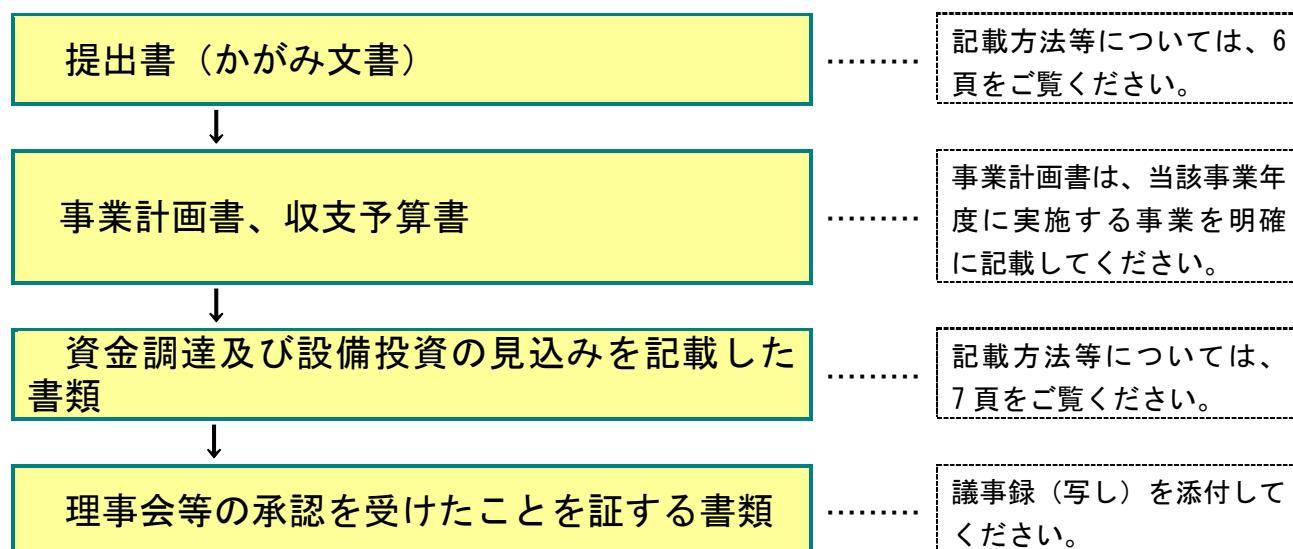 提出書(かがみ文書)
………
記載方法等については、6
頁をご覧ください。
↓
事業計画書、収支予算書
………
事業計画書は、当該事業年
度に実施する事業を明確
に記載してください。
↓
資金調達及び設備投資の見込みを記載した
書類
………
記載方法等については、
7頁をご覧ください。
↓
理事会等の承認を受けたことを証する書類
………
議事録(写し)を添付して
ください。